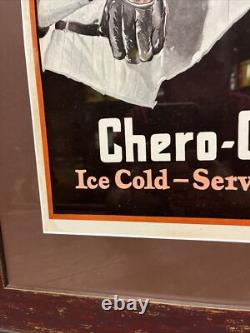 Chero-C
Ice Cold – Serv
© ebay